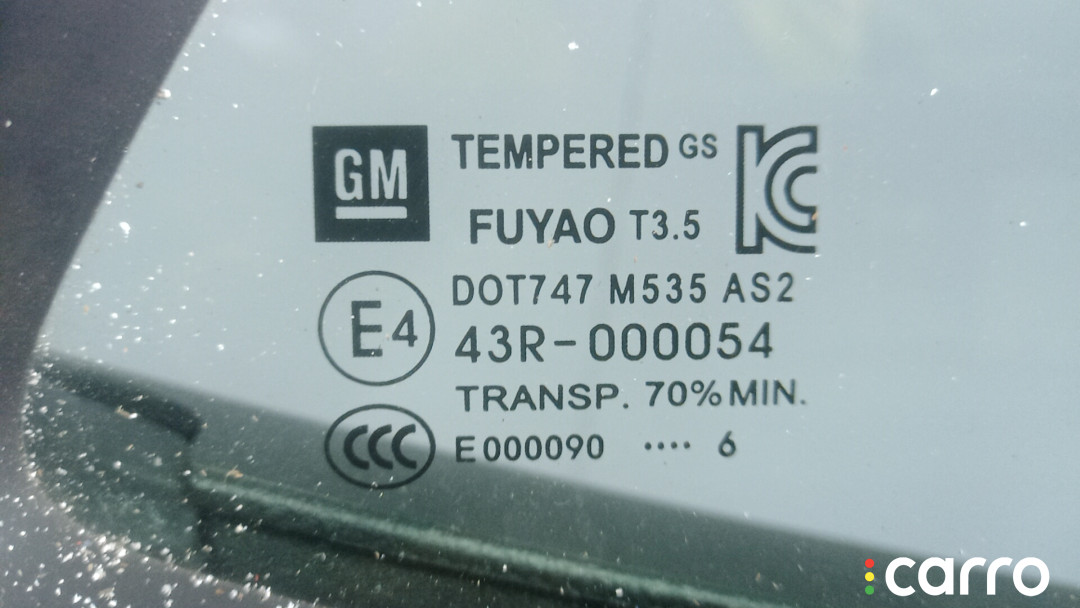 GM TEMPERED GS KC
FUYAO T3.5
DOT747 M535 AS2
E4 43R-000054
TRANSP. 70% MIN.
CCC E000090 .... 6
carro